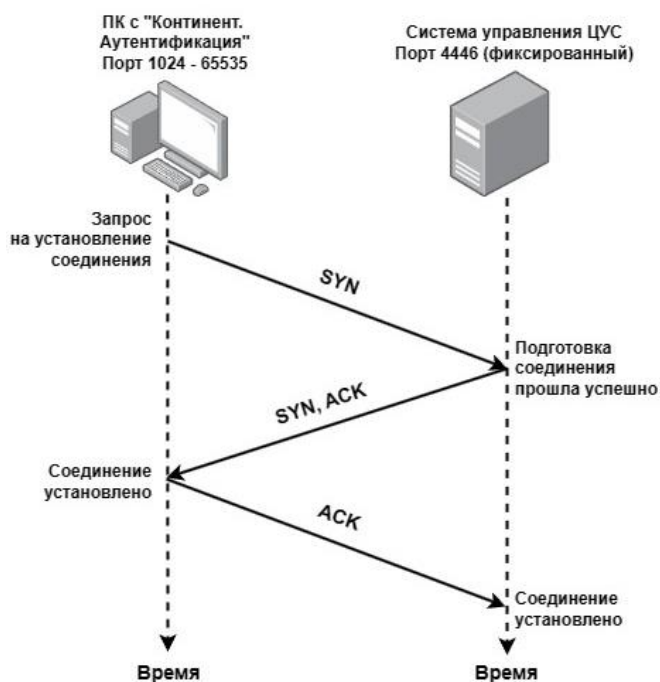 ПК с "Континент.
Аутентификация"
Порт 1024 - 65535
Система управления ЦУС
Порт 4446 (фиксированный)
Запрос
на установление
соединения
SYN
Подготовка
соединения
прошла успешно
SYN, ACK
Соединение
установлено
ACK
Соединение
установлено
Время
Время